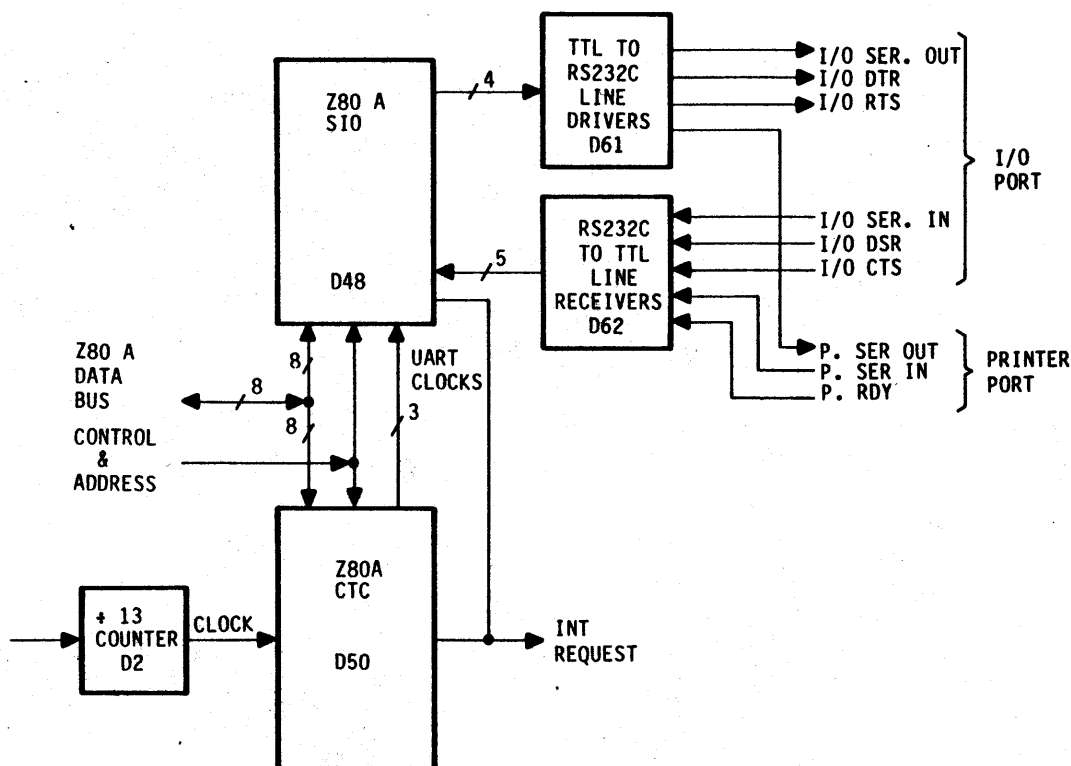 TTL TO
RS232C
LINE
DRIVERS
D61
I/O SER. OUT
I/O DTR
I/O RTS
I/O
PORT
Z80 A
SIO
D48
4
5
RS232C
TO TTL
LINE
RECEIVERS
D62
I/O SER. IN
I/O DSR
I/O CTS
P. SER OUT
P. SER IN
P. RDY
PRINTER
PORT
Z80 A
DATA
BUS
8
8
8
UART
CLOCKS
3
CONTROL
&
ADDRESS
+ 13
COUNTER
D2
CLOCK
Z80A
CTC
D50
INT
REQUEST